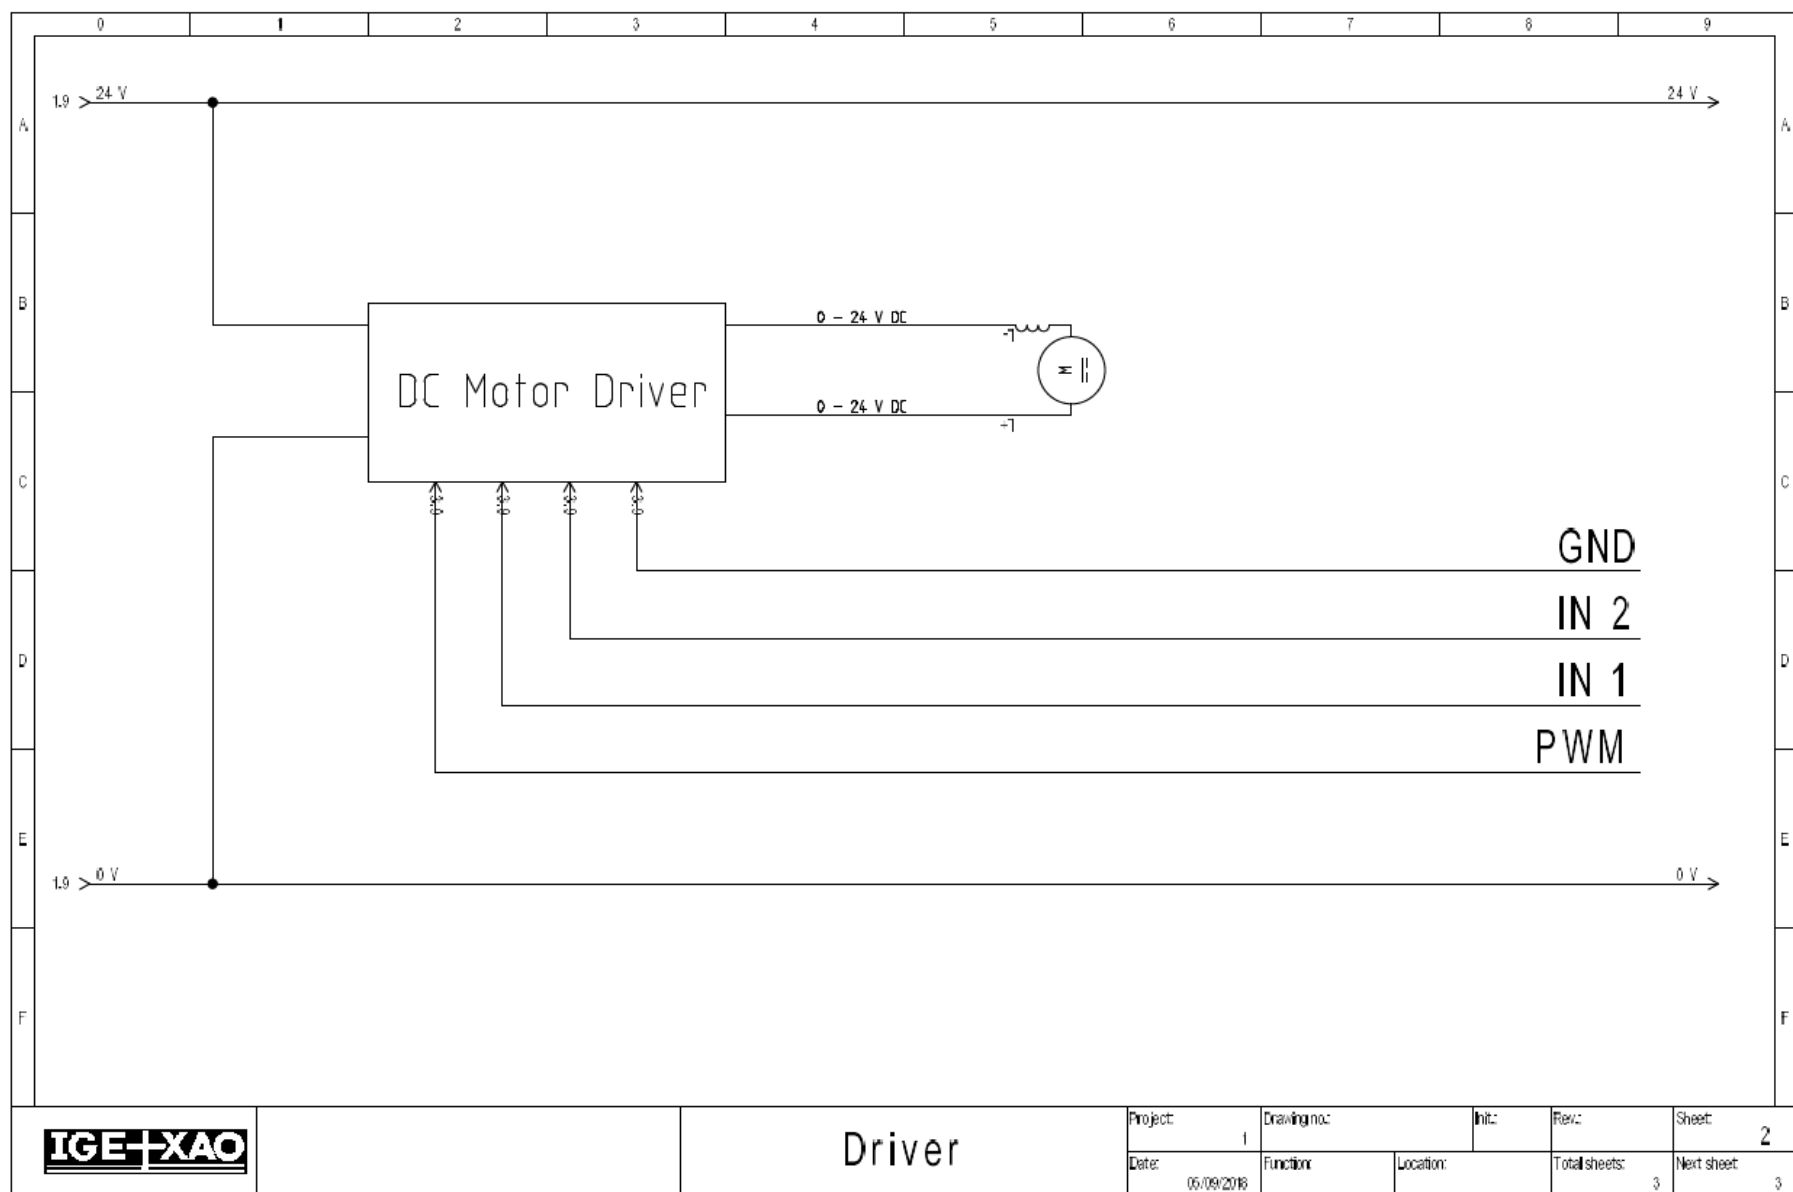 0 1 2 3 4 5 6 7 8 9
1.9 24 V 24 V
A A
B B
0 - 24 V DC
-1
M
DC Motor Driver
0 - 24 V DC
+1
C C
GND
IN 2
D D
IN 1
PWM
E E
1.9 0 V 0 V
F F
IGE+XAO
Driver
Project: 1
Drawing no.:
Init.:
Rev.:
Sheet: 2
Date: 05/09/2018
Function:
Location:
Total sheets: 3
Next sheet: 3